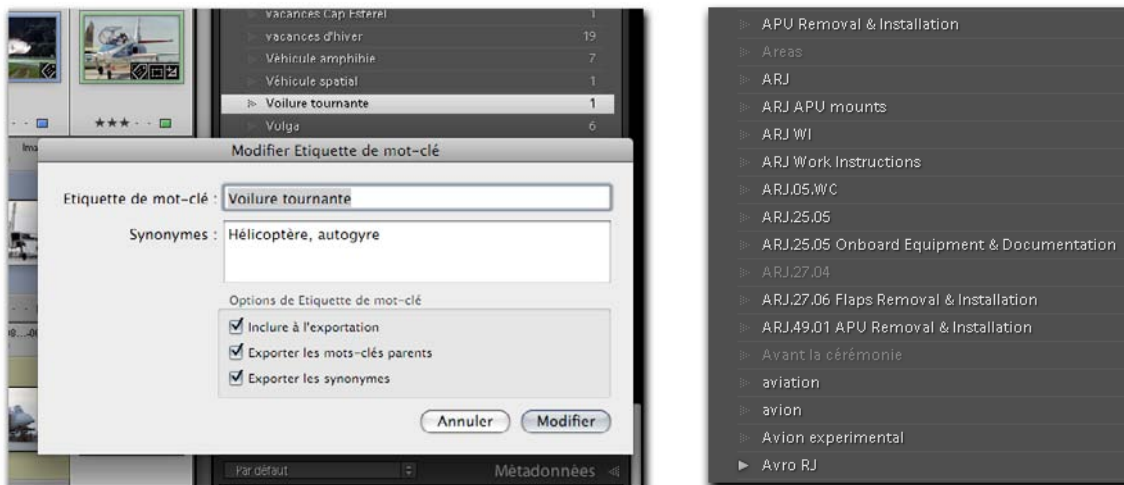 vacances Cap Esterel 1
vacances d'hiver 19
Véhicule amphibie 7
Véhicule spatial 1
Voilure tournante 1
Vulga 6
Modifier Etiquette de mot-clé
Etiquette de mot-clé : Voilure tournante
Synonymes : Hélicoptère, autogyre
Options de Etiquette de mot-clé
Inclure à l'exportation
Exporter les mots-clés parents
Exporter les synonymes
Annuler Modifier
Par défaut Métadonnées
APU Removal & Installation
Areas
ARJ
ARJ APU mounts
ARJ WI
ARJ Work Instructions
ARJ.05.WC
ARJ.25.05
ARJ.25.05 Onboard Equipment & Documentation
ARJ.27.04
ARJ.27.06 Flaps Removal & Installation
ARJ.49.01 APU Removal & Installation
Avant la cérémonie
aviation
avion
Avion experimental
Avro RJ